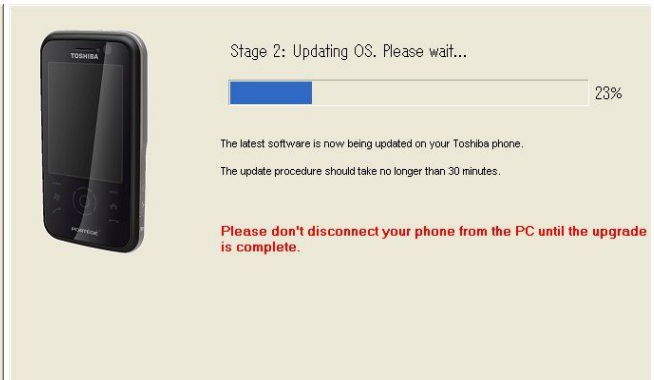 TOSHIBA
PORTÉGÉ
Stage 2: Updating OS. Please wait...
23%
The latest software is now being updated on your Toshiba phone.
The update procedure should take no longer than 30 minutes.
Please don't disconnect your phone from the PC until the upgrade
is complete.